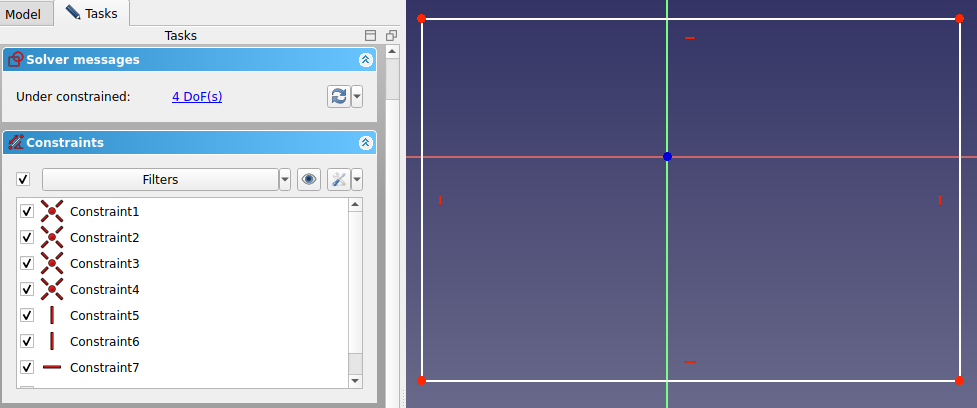 Model
Tasks
Tasks
Solver messages
Under constrained: 4 DoF(s)
Constraints
Filters
Constraint1
Constraint2
Constraint3
Constraint4
Constraint5
Constraint6
Constraint7